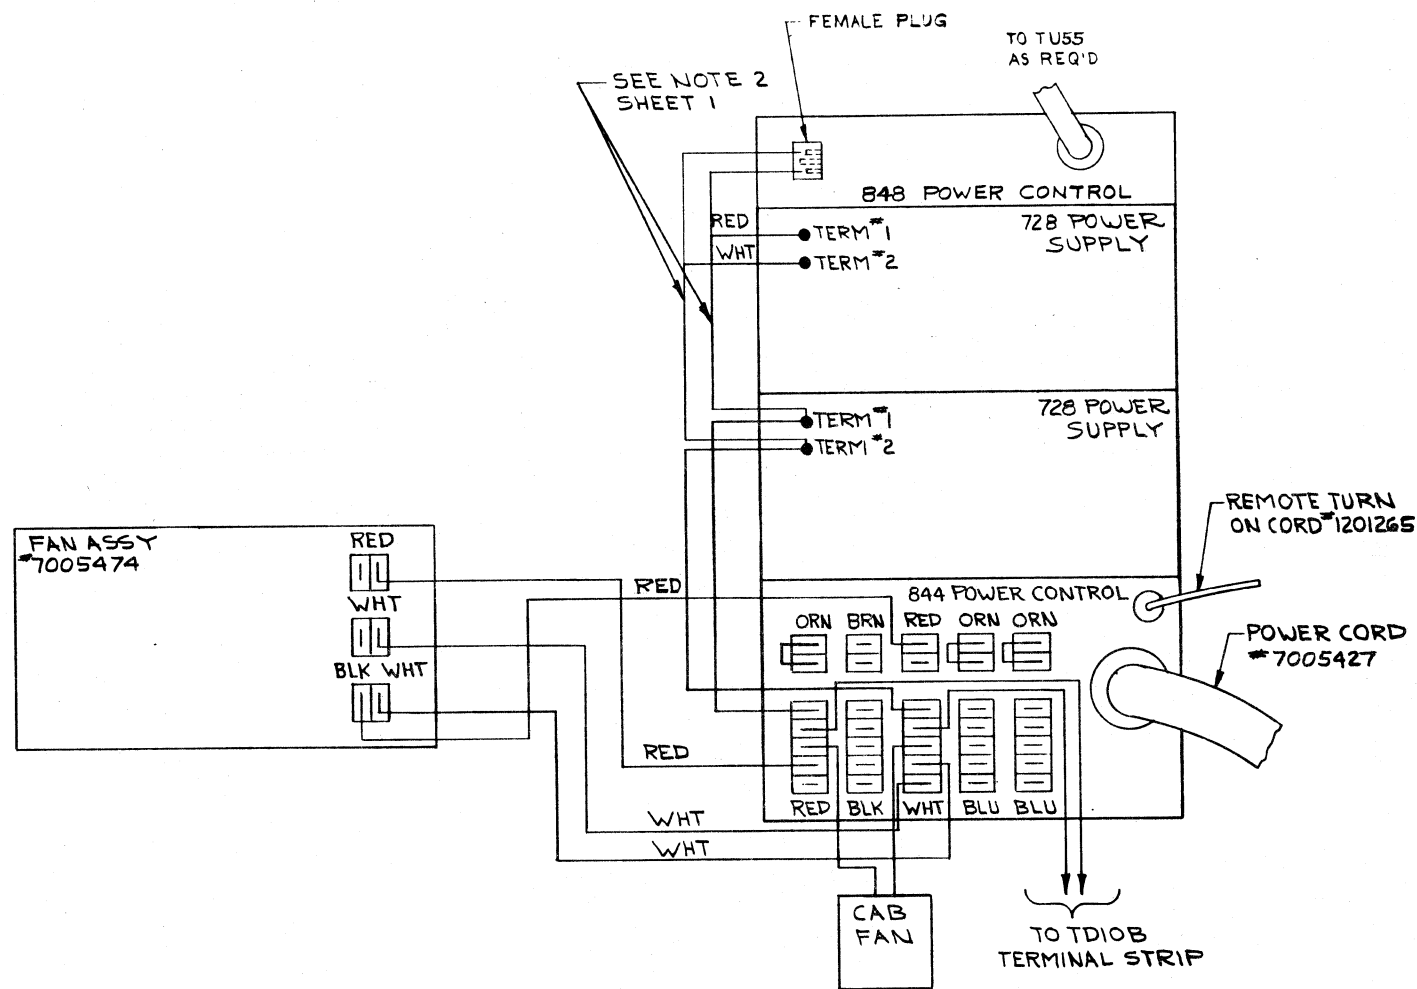 FEMALE PLUG
TO TU55
AS REQ'D
SEE NOTE 2
SHEET 1
848 POWER CONTROL
RED
TERM #1
728 POWER
SUPPLY
WHT
TERM #2
TERM #1
728 POWER
SUPPLY
TERM #2
REMOTE TURN
ON CORD #1201265
FAN ASSY
#7005474
RED
RED
844 POWER CONTROL
WHT
ORN BRN RED ORN ORN
POWER CORD
# 7005427
BLK WHT
RED
RED BLK WHT BLU BLU
WHT
WHT
CAB
FAN
TO TD10B
TERMINAL STRIP